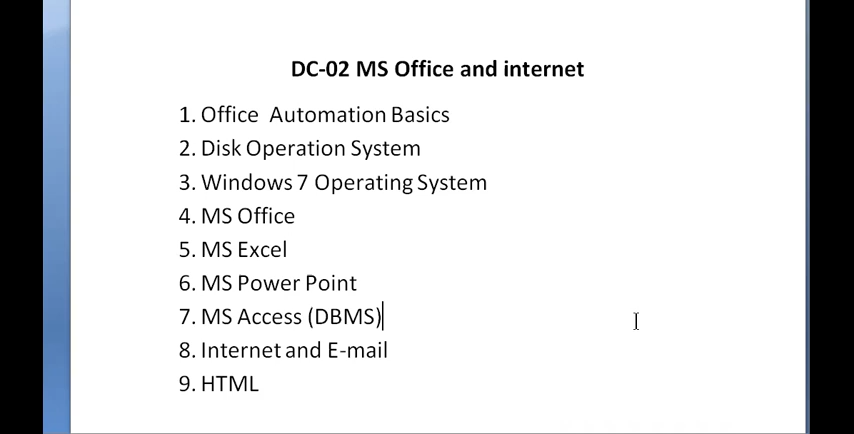 DC-02 MS Office and internet
1. Office Automation Basics
2. Disk Operation System
3. Windows 7 Operating System
4. MS Office
5. MS Excel
6. MS Power Point
7. MS Access (DBMS)
8. Internet and E-mail
9. HTML